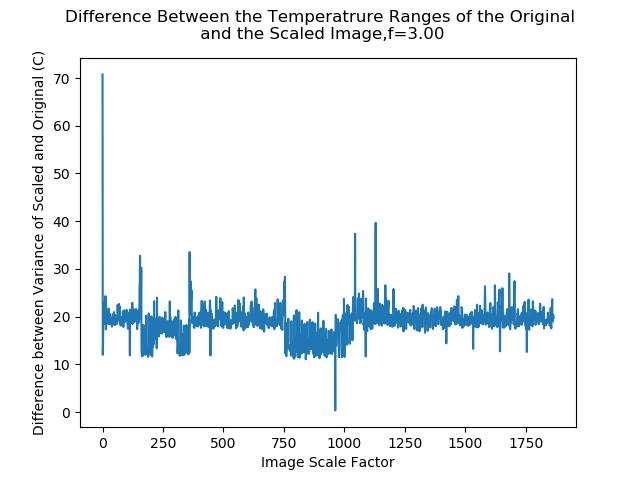 Difference Between the Temperatrure Ranges of the Original
and the Scaled Image,f=3.00
Difference between Variance of Scaled and Original (C)
70
60
50
40
30
20
10
0
0 250 500 750 1000 1250 1500 1750
Image Scale Factor